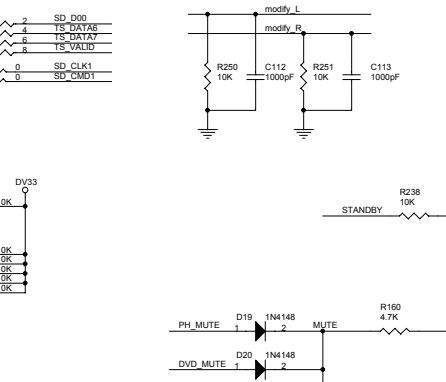 2 SD_D00
4 TS_DATA6
6 TS_DATA7
8 TS_VALID
0 SD_CLK1
0 SD_CMD1
modify_L
modify_R
R250
10K
C112
1000pF
R251
10K
C113
1000pF
DV33
0K
0K
0K
0K
0K
0K
R238
10K
STANDBY
D19 1N4148
PH_MUTE 1 2 MUTE
R160
4.7K
D20 1N4148
DVD_MUTE 1 2